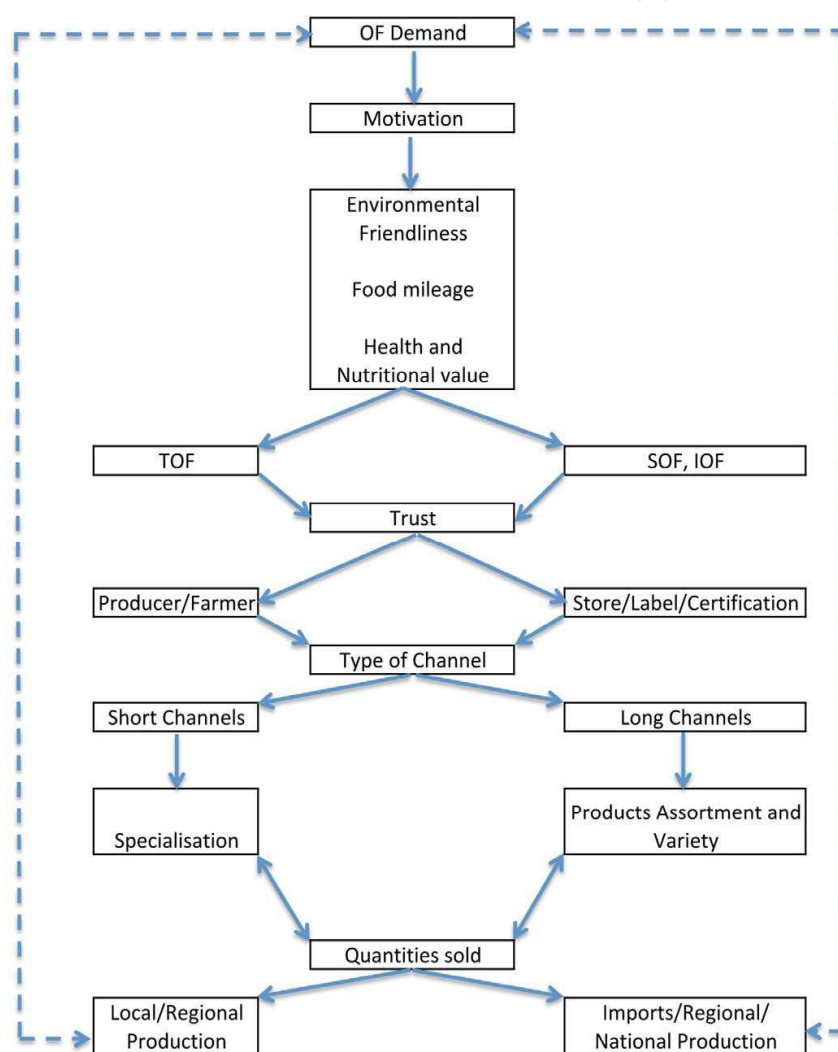 OF Demand
Motivation
Environmental
Friendliness
Food mileage
Health and
Nutritional value
TOF
SOF, IOF
Trust
Producer/Farmer
Store/Label/Certification
Type of Channel
Short Channels
Long Channels
Specialisation
Products Assortment and
Variety
Quantities sold
Local/Regional
Production
Imports/Regional/
National Production